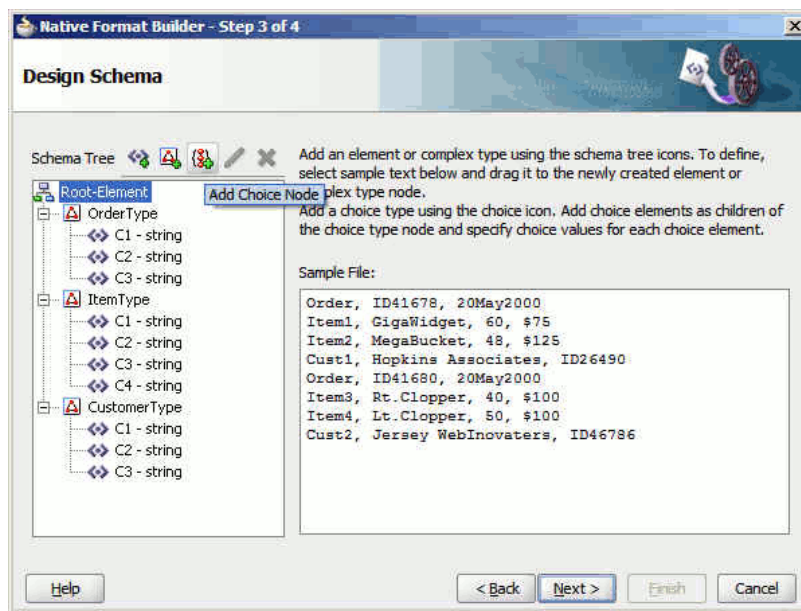 Native Format Builder - Step 3 of 4
Design Schema
Schema Tree
Add Choice Node
Root-Element
OrderType
C1 - string
C2 - string
C3 - string
ItemType
C1 - string
C2 - string
C3 - string
C4 - string
CustomerType
C1 - string
C2 - string
C3 - string
Add an element or complex type using the schema tree icons. To define,
select sample text below and drag it to the newly created element or
plex type node.
Add a choice type using the choice icon. Add choice elements as children of
the choice type node and specify choice values for each choice element.
Sample File:
Order, ID41678, 20May2000
Item1, GigaWidget, 60, $75
Item2, MegaBucket, 48, $125
Cust1, Hopkins Associates, ID26490
Order, ID41680, 20May2000
Item3, Rt.Clopper, 40, $100
Item4, Lt.Clopper, 50, $100
Cust2, Jersey WebInovaters, ID46786
Help
< Back
Next >
Finish
Cancel